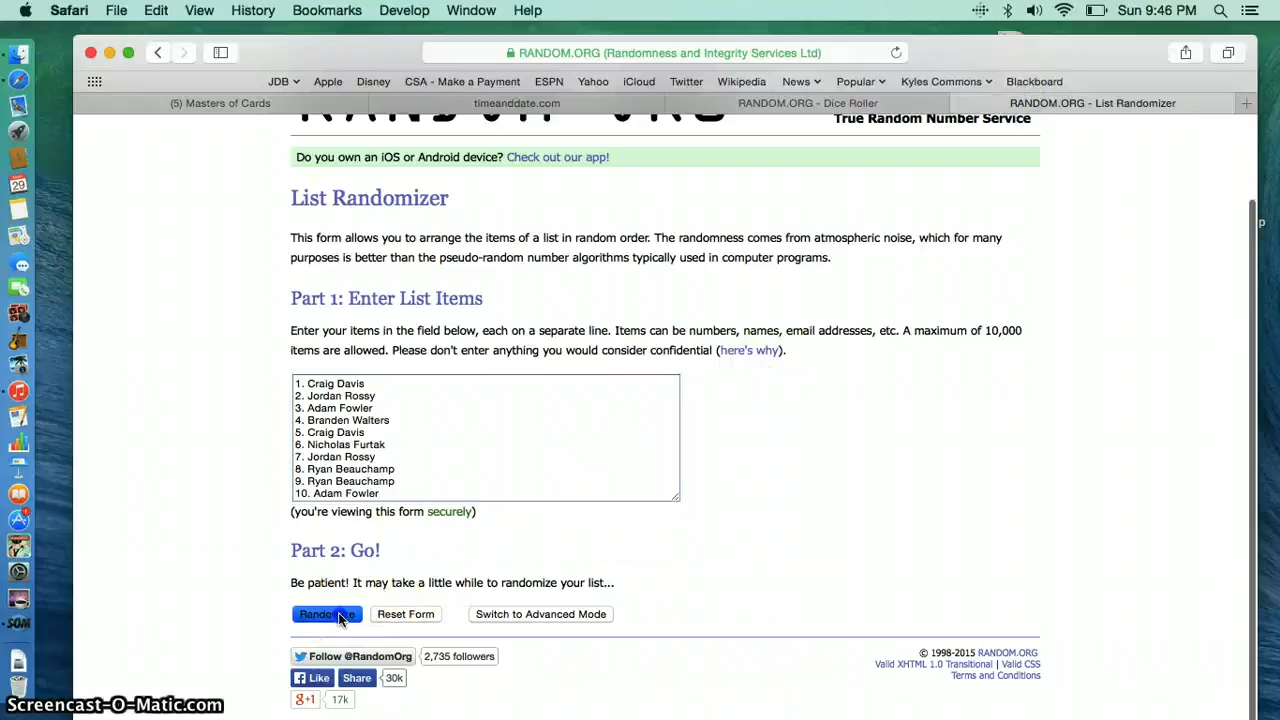 Safari File Edit View History Bookmarks Develop Window Help Sun 9:46 PM
RANDOM.ORG (Randomness and Integrity Services Ltd)
JDB Apple Disney CSA - Make a Payment ESPN Yahoo iCloud Twitter Wikipedia News Popular Kyles Commons Blackboard
(5) Masters of Cards timeanddate.com RANDOM.ORG - Dice Roller RANDOM.ORG - List Randomizer
True Random Number Service
Do you own an iOS or Android device? Check out our app!
List Randomizer
This form allows you to arrange the items of a list in random order. The randomness comes from atmospheric noise, which for many
purposes is better than the pseudo-random number algorithms typically used in computer programs.
Part 1: Enter List Items
Enter your items in the field below, each on a separate line. Items can be numbers, names, email addresses, etc. A maximum of 10,000
items are allowed. Please don't enter anything you would consider confidential (here's why).
1. Craig Davis
2. Jordan Rossy
3. Adam Fowler
4. Branden Walters
5. Craig Davis
6. Nicholas Furtak
7. Jordan Rossy
8. Ryan Beauchamp
9. Ryan Beauchamp
10. Adam Fowler
(you're viewing this form securely)
Part 2: Go!
Be patient! It may take a little while to randomize your list...
Reset Form Switch to Advanced Mode
Follow @RandomOrg 2,735 followers
Like Share 30k
+1 17k
© 1998-2015 RANDOM.ORG
Valid XHTML 1.0 Transitional | Valid CSS
Terms and Conditions
29
SOM
p
Screencast-O-Matic.com